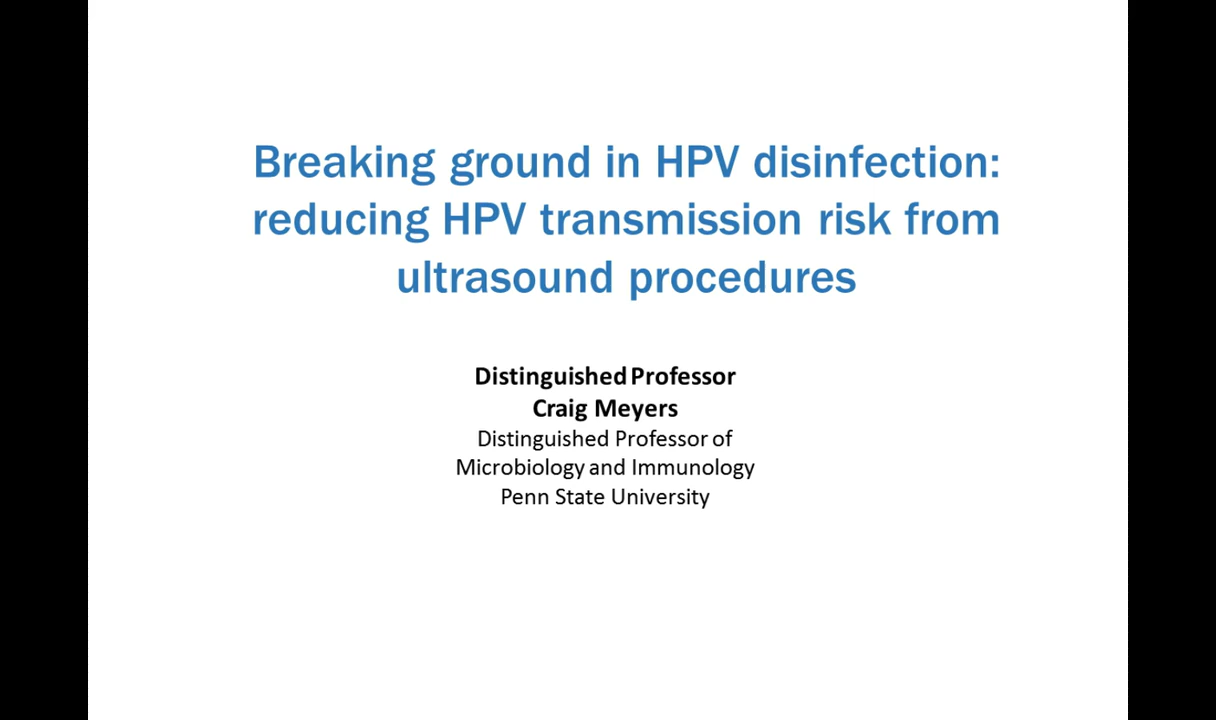 Breaking ground in HPV disinfection:
reducing HPV transmission risk from
ultrasound procedures
Distinguished Professor
Craig Meyers
Distinguished Professor of
Microbiology and Immunology
Penn State University